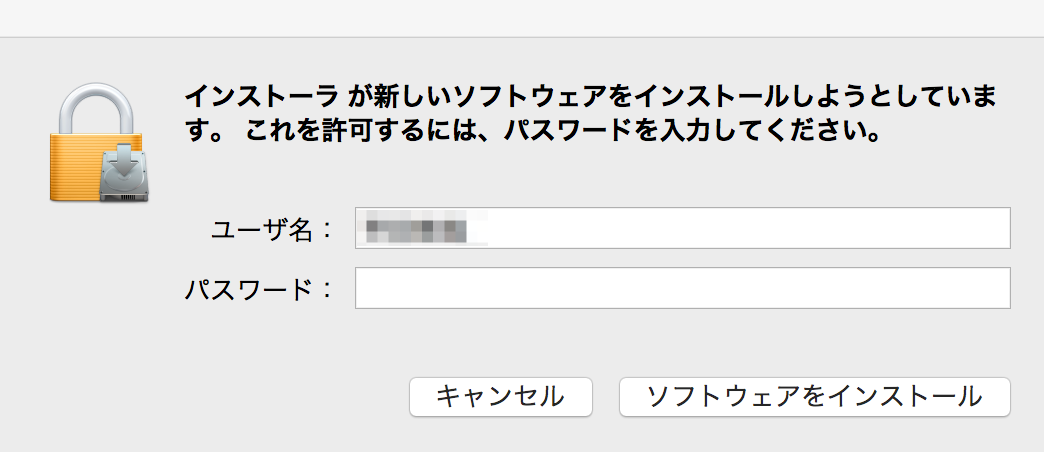 インストーラ が新しいソフトウェアをインストールしようとしていま
す。 これを許可するには、パスワードを入力してください。
ユーザ名：
パスワード：
キャンセル
ソフトウェアをインストール